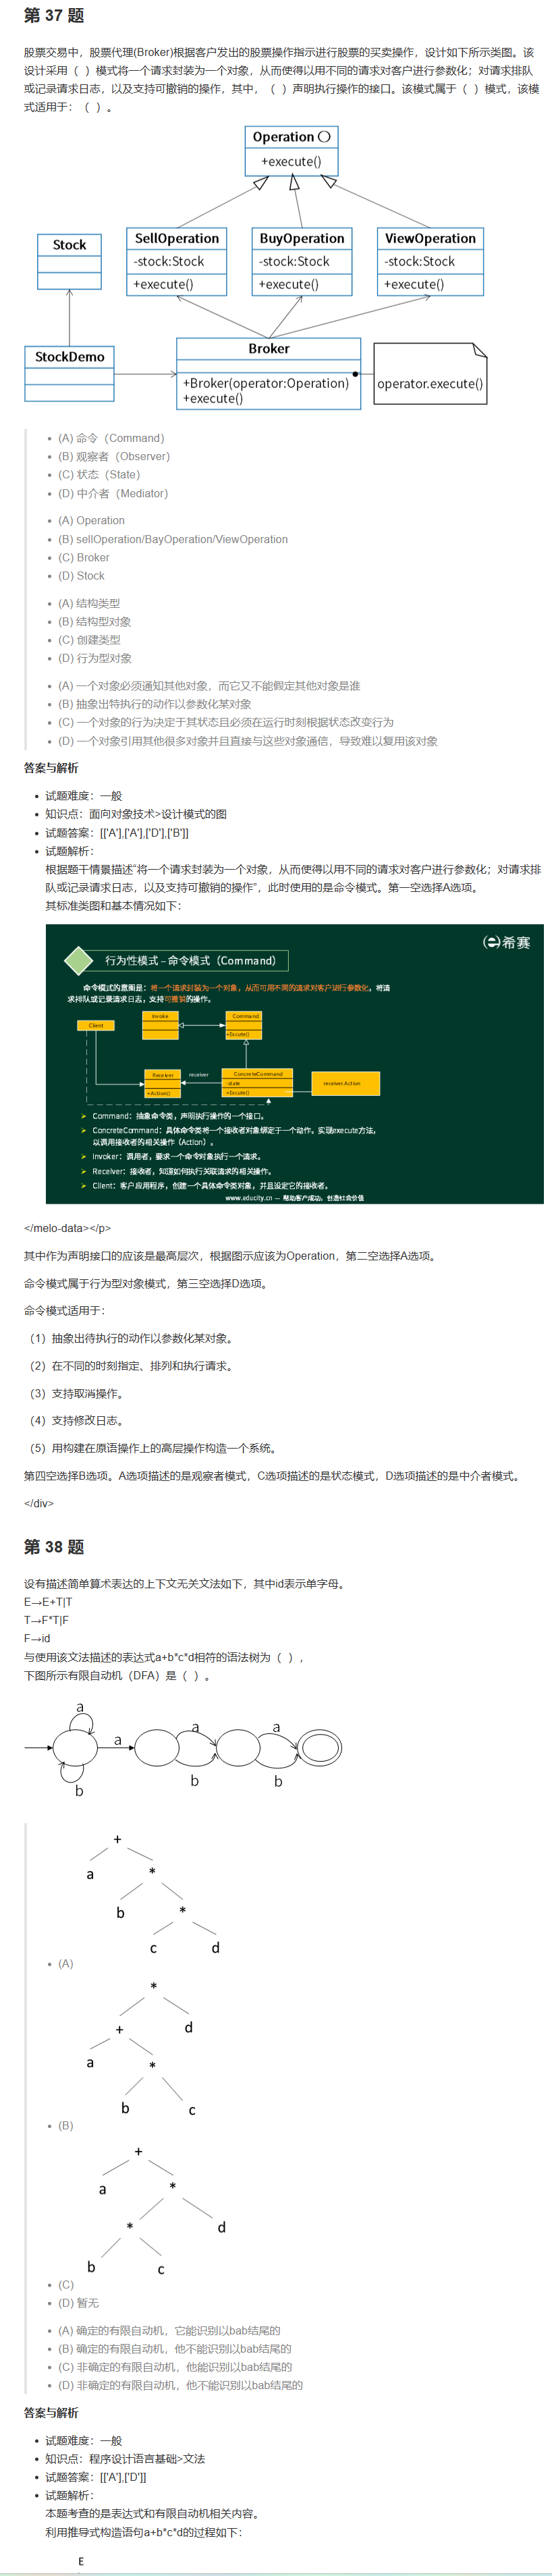 第 37 题
股票交易中，股票代理(Broker)根据客户发出的股票操作指示进行股票的买卖操作，设计如下所示类图。该
设计采用（ ）模式将一个请求封装为一个对象，从而使得以用不同的请求对客户进行参数化；对请求排队
或记录请求日志，以及支持可撤销的操作，其中，（ ）声明执行操作的接口。该模式属于（ ）模式，该模
式适用于：（ ）。
Operation
+execute()
SellOperation
-stock:Stock
+execute()
BuyOperation
-stock:Stock
+execute()
ViewOperation
-stock:Stock
+execute()
Stock
StockDemo
Broker
+Broker(operator:Operation)
+execute()
operator.execute()
(A) 命令（Command）
(B) 观察者（Observer）
(C) 状态（State）
(D) 中介者（Mediator）
(A) Operation
(B) sellOperation/BayOperation/ViewOperation
(C) Broker
(D) Stock
(A) 结构类型
(B) 结构型对象
(C) 创建类型
(D) 行为型对象
(A) 一个对象必须通知其他对象，而它又不能假定其他对象是谁
(B) 抽象出特执行的动作以参数化某对象
(C) 一个对象的行为决定于其状态且必须在运行时刻根据状态改变行为
(D) 一个对象引用其他很多对象并且直接与这些对象通信，导致难以复用该对象
答案与解析
试题难度：一般
知识点：面向对象技术>设计模式的图
试题答案：[['A'],['A'],['D'],['B']]
试题解析：
根据题干情景描述“将一个请求封装为一个对象，从而使得以用不同的请求对客户进行参数化；对请求排
队或记录请求日志，以及支持可撤销的操作”，此时使用的是命令模式。第一空选择A选项。
其标准类图和基本情况如下：
希赛
行为性模式 – 命令模式（Command）
命令模式的意图是：将一个请求封装为一个对象，从而可用不同的请求对客户进行参数化，将请
求排队或记录请求日志，支持可撤销的操作。
Client
Invoke
Command
+Excute()
Receiver
+Action()
receiver
ConcreteCommand
-state
+Excute()
receiver.Action
Command：抽象命令类，声明执行操作的一个接口。
ConcreteCommand：具体命令类将一个接收者对象绑定于一个动作，实现execute方法，
以调用接收者的相关操作（Action）。
Invoker：调用者，要求一个命令对象执行一个请求。
Receiver：接收者，知道如何执行关联请求的相关操作。
Client：客户应用程序，创建一个具体命令类对象，并且设定它的接收者。
www.educity.cn — 帮助客户成功，创造社会价值
</melo-data></p>
其中作为声明接口的应该是最高层次，根据图示应该为Operation，第二空选择A选项。
命令模式属于行为型对象模式，第三空选择D选项。
命令模式适用于：
（1）抽象出待执行的动作以参数化某对象。
（2）在不同的时刻指定、排列和执行请求。
（3）支持取消操作。
（4）支持修改日志。
（5）用构建在原语操作上的高层操作构造一个系统。
第四空选择B选项。A选项描述的是观察者模式，C选项描述的是状态模式，D选项描述的是中介者模式。
</div>
第 38 题
设有描述简单算术表达的上下文无关文法如下，其中id表示单字母。
E→E+T|T
T→F*T|F
F→id
与使用该文法描述的表达式a+b*c*d相符的语法树为（ ），
下图所示有限自动机（DFA）是（ ）。
a
b
a
a
b
a
b
+
a
*
b
*
c
d
(A)
*
+
d
a
*
b
c
(B)
+
a
*
*
d
b
c
(C)
(D) 暂无
(A) 确定的有限自动机，它能识别以bab结尾的
(B) 确定的有限自动机，他不能识别以bab结尾的
(C) 非确定的有限自动机，他能识别以bab结尾的
(D) 非确定的有限自动机，他不能识别以bab结尾的
答案与解析
试题难度：一般
知识点：程序设计语言基础>文法
试题答案：[['A'],['D']]
试题解析：
本题考查的是表达式和有限自动机相关内容。
利用推导式构造语句a+b*c*d的过程如下：
E